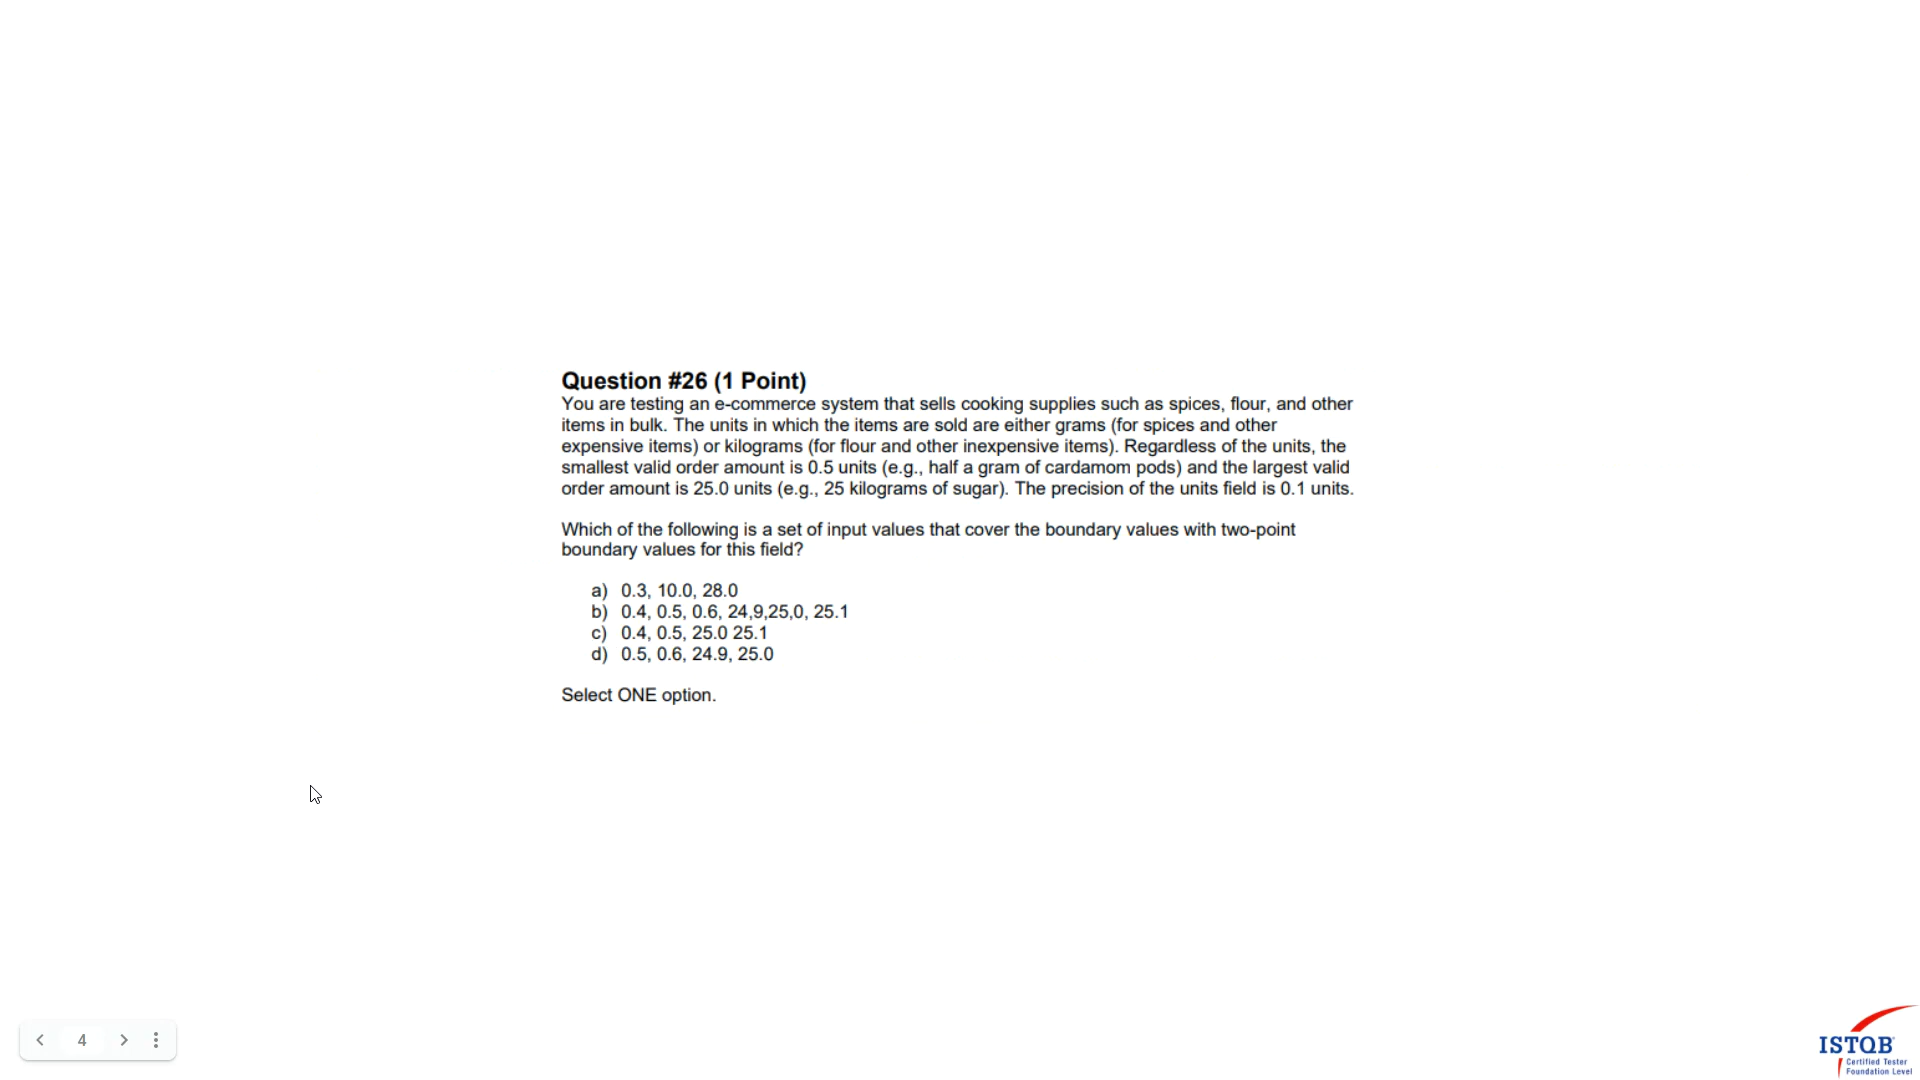 Question #26 (1 Point)
You are testing an e-commerce system that sells cooking supplies such as spices, flour, and other
items in bulk. The units in which the items are sold are either grams (for spices and other
expensive items) or kilograms (for flour and other inexpensive items). Regardless of the units, the
smallest valid order amount is 0.5 units (e.g., half a gram of cardamom pods) and the largest valid
order amount is 25.0 units (e.g., 25 kilograms of sugar). The precision of the units field is 0.1 units.
Which of the following is a set of input values that cover the boundary values with two-point
boundary values for this field?
a) 0.3, 10.0, 28.0
b) 0.4, 0.5, 0.6, 24,9,25,0, 25.1
c) 0.4, 0.5, 25.0 25.1
d) 0.5, 0.6, 24.9, 25.0
Select ONE option.
4
ISTQB
Certified Tester
Foundation Level